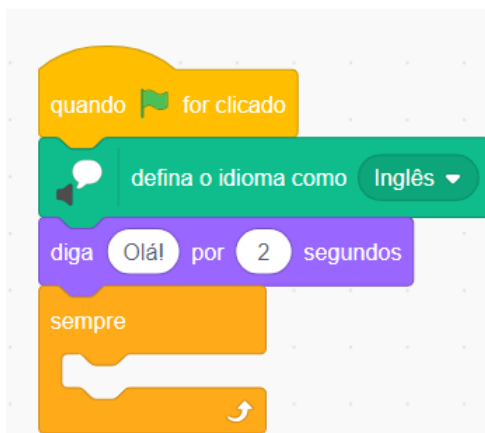 quando for clicado
defina o idioma como Inglês
diga Olá! por 2 segundos
sempre